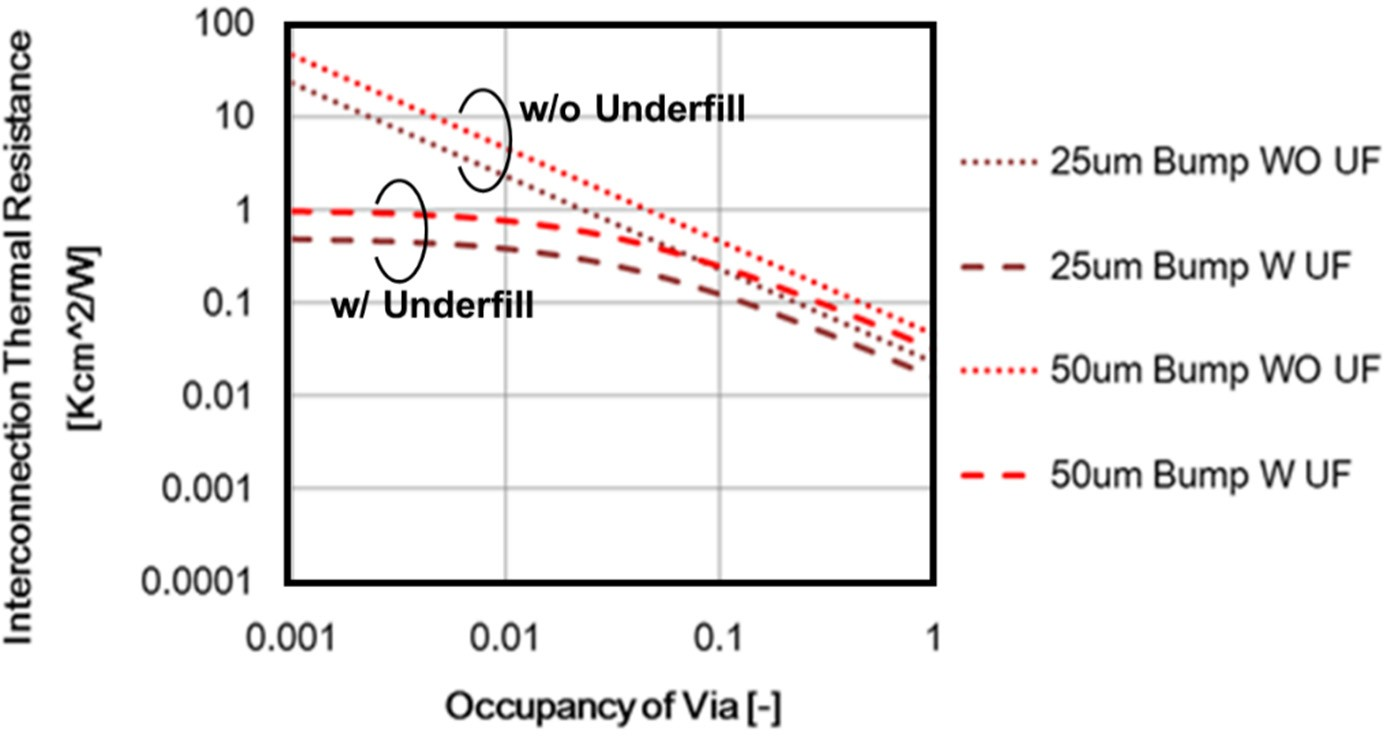 Interconnection Thermal Resistance
[Kcm^2/W]
100
10
1
0.1
0.01
0.001
0.0001
w/o Underfill
w/ Underfill
0.001 0.01 0.1 1
Occupancy of Via [-]
25um Bump WO UF
25um Bump W UF
50um Bump WO UF
50um Bump W UF